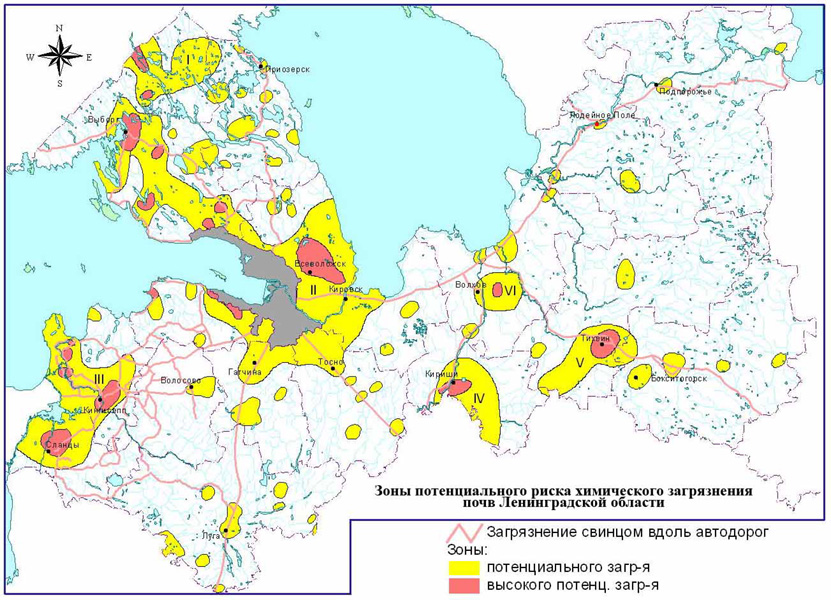 N
W E
S
I
Приозерск
Подпорожье
Лодейное Поле
Выборг
Всеволожск
II
Кировск
Волхов
VI
Тихвин
V
Бокситогорск
Гатчина
Тосно
Кириши
IV
III
Волосово
Кингисепп
Сланцы
Луга
Зоны потенциального риска химического загрязнения
почв Ленинградской области
Загрязнение свинцом вдоль автодорог
Зоны:
потенциального загр-я
высокого потенц. загр-я